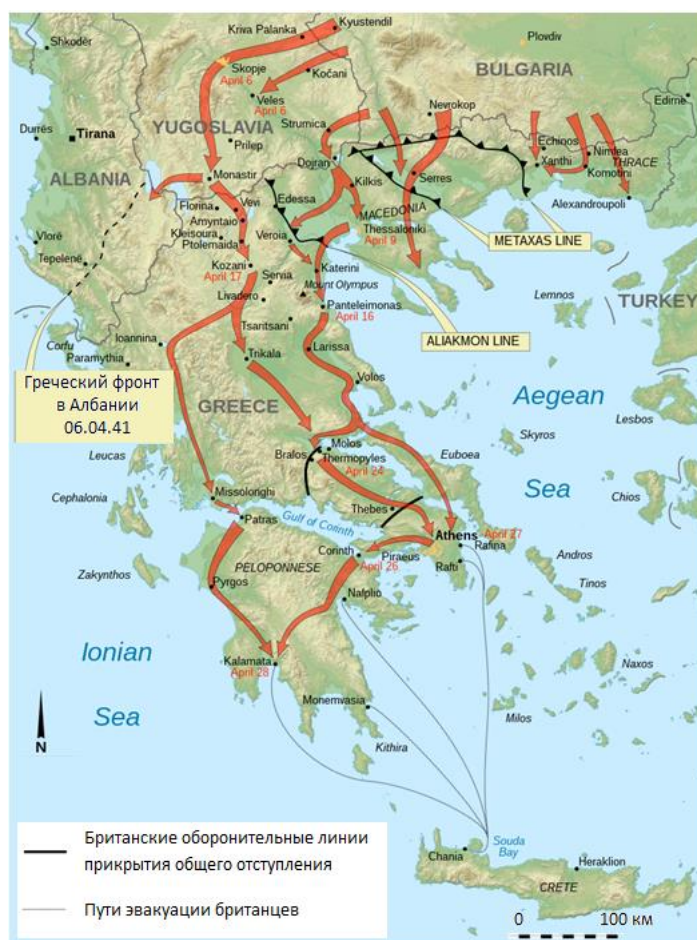 Kyustendil
Kriva Palanka
Shkodër
Plovdiv
Skopje
April 6
Kočani
BULGARIA
Veles
April 6
Nevrokop
Edirne
Strumica
Durrës
Tirana
YUGOSLAVIA
Prilep
Echinos
Nimfea
Xanthi
THRACE
Komotini
Dojran
ALBANIA
Monastir
Kilkis
Serres
Alexandroupoli
Florina
Vevi
Edessa
MACEDONIA
Amyntaio
Thessaloniki
April 9
METAXAS LINE
Vlorë
Kleisoura
Ptolemaida
Veroia
Tepelenë
Kozani
April 17
Servia
Katerini
Mount Olympus
Lemnos
TURKEY
Livadero
Panteleimonas
April 16
Corfu
Ioannina
Tsaritsani
ALIAKMON LINE
Paramythia
Larissa
Trikala
Греческий фронт
в Албании
06.04.41
Volos
Aegean
GREECE
Lesbos
Skyros
Leucas
Molos
Bralos
Thermopyles
April 24
Euboea
Sea
Chios
Cephalonia
Missolonghi
Thebes
Gulf of Corinth
Patras
Athens
April 27
Rafina
Corinth
April 26
Piraeus
Rafti
Andros
Zakynthos
PELOPONNESE
Pyrgos
Tinos
Nafplio
Ionian
Kalamata
April 28
Naxos
Monemvasia
Milos
Sea
N
Kithira
Британские оборонительные линии
прикрытия общего отступления
Souda
Bay
Chania
Heraklion
CRETE
Пути эвакуации британцев
0 100 км